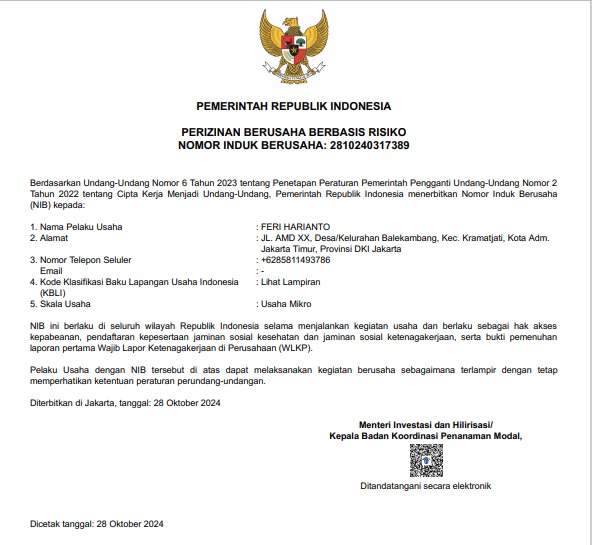 PEMERINTAH REPUBLIK INDONESIA
PERIZINAN BERUSAHA BERBASIS RISIKO
NOMOR INDUK BERUSAHA: 2810240317389
Berdasarkan Undang-Undang Nomor 6 Tahun 2023 tentang Penetapan Peraturan Pemerintah Pengganti Undang-Undang Nomor 2
Tahun 2022 tentang Cipta Kerja Menjadi Undang-Undang, Pemerintah Republik Indonesia menerbitkan Nomor Induk Berusaha
(NIB) kepada:
1. Nama Pelaku Usaha : FERI HARIANTO
2. Alamat : JL. AMD XX, Desa/Kelurahan Balekambang, Kec. Kramatjati, Kota Adm.
Jakarta Timur, Provinsi DKI Jakarta
3. Nomor Telepon Seluler : +6285811493786
Email : -
4. Kode Klasifikasi Baku Lapangan Usaha Indonesia : Lihat Lampiran
(KBLI)
5. Skala Usaha : Usaha Mikro
NIB ini berlaku di seluruh wilayah Republik Indonesia selama menjalankan kegiatan usaha dan berlaku sebagai hak akses
kepabeanan, pendaftaran kepesertaan jaminan sosial kesehatan dan jaminan sosial ketenagakerjaan, serta bukti pemenuhan
laporan pertama Wajib Lapor Ketenagakerjaan di Perusahaan (WLKP).
Pelaku Usaha dengan NIB tersebut di atas dapat melaksanakan kegiatan berusaha sebagaimana terlampir dengan tetap
memperhatikan ketentuan peraturan perundang-undangan.
Diterbitkan di Jakarta, tanggal: 28 Oktober 2024
Menteri Investasi dan Hilirisasi/
Kepala Badan Koordinasi Penanaman Modal,
Ditandatangani secara elektronik
Dicetak tanggal: 28 Oktober 2024